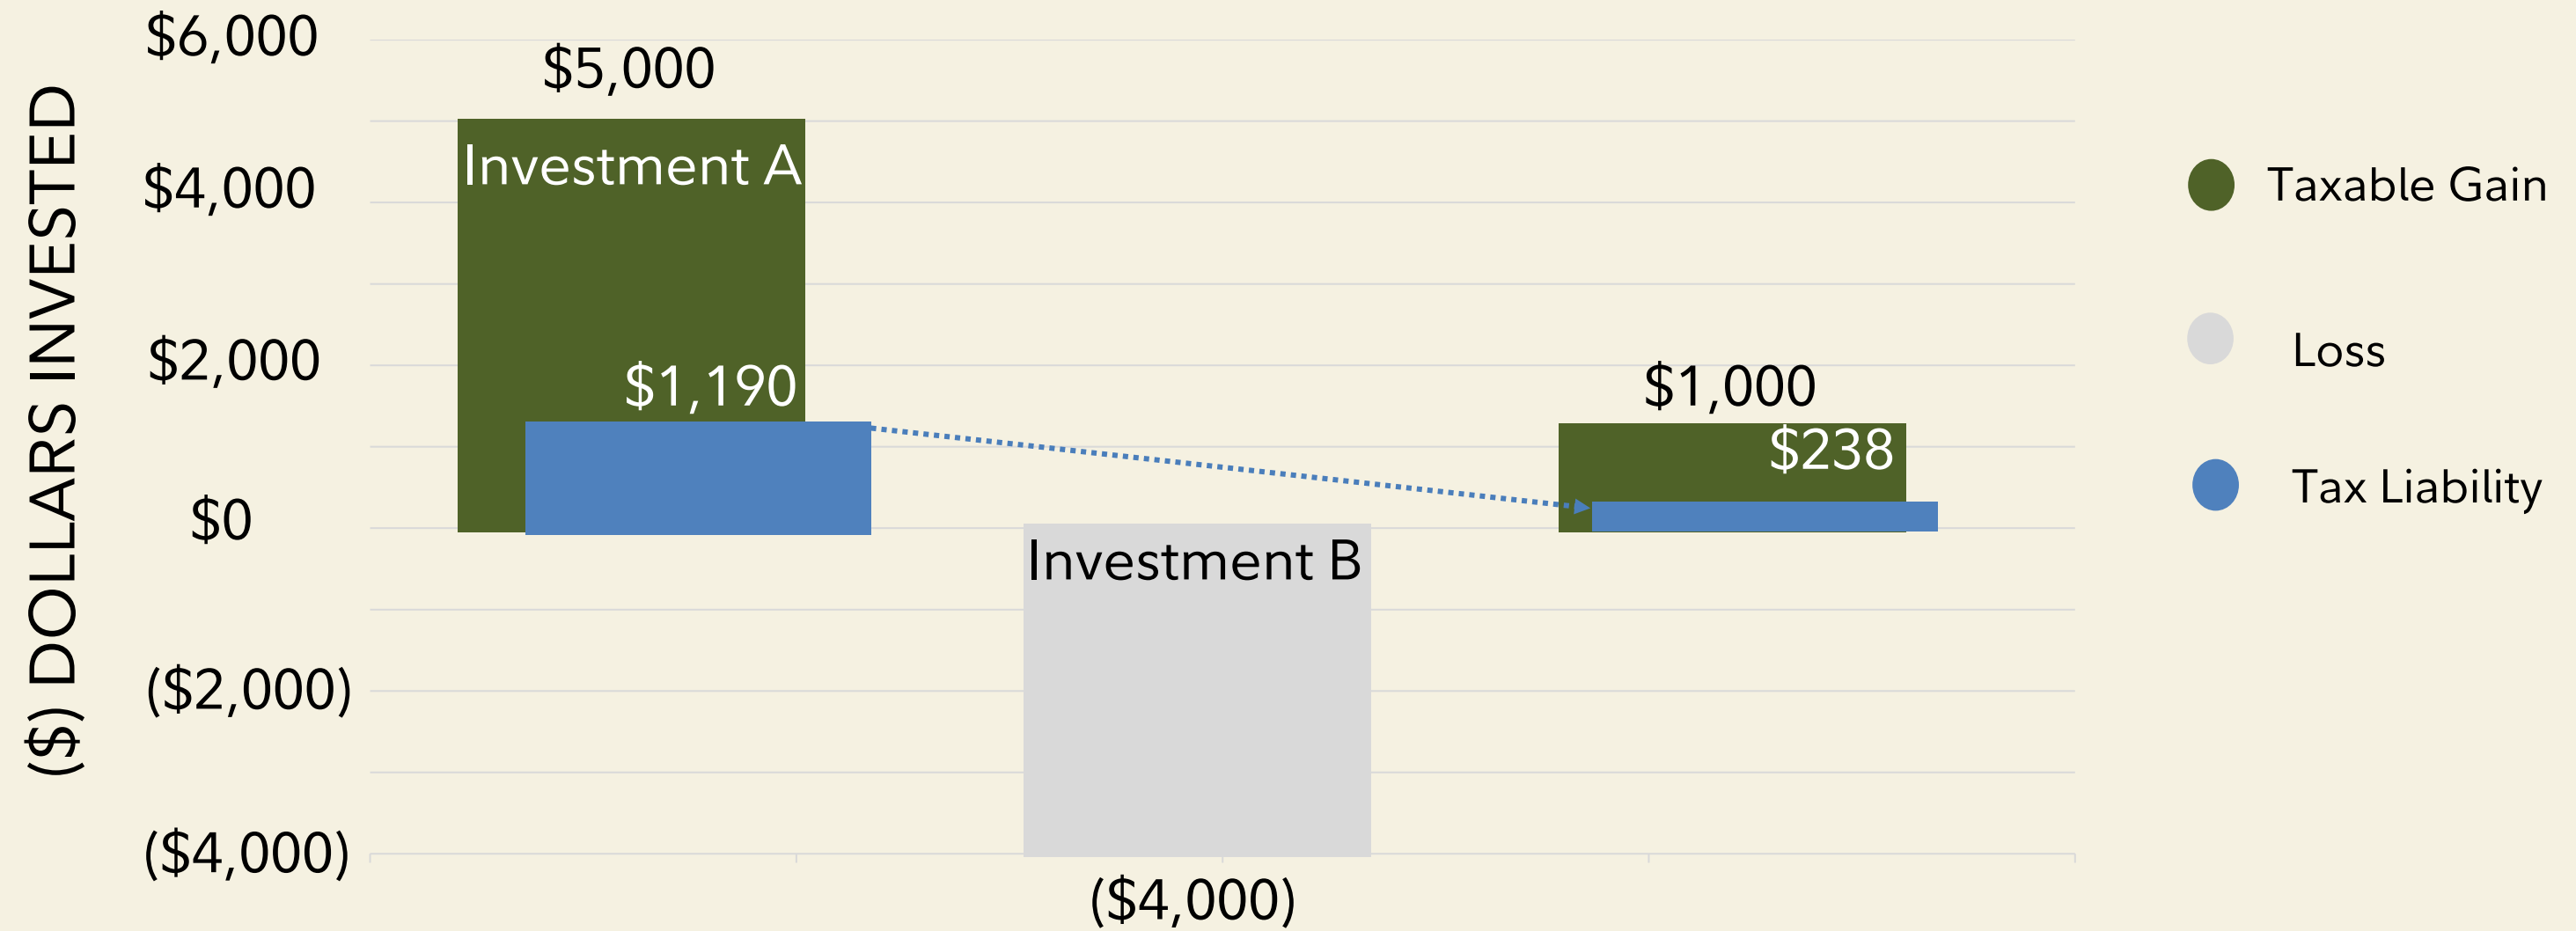 ($) DOLLARS INVESTED
$6,000
$4,000
$2,000
$0
($2,000)
($4,000)
$5,000
Investment A
$1,190
Investment B
($4,000)
$1,000
$238
Taxable Gain
Loss
Tax Liability